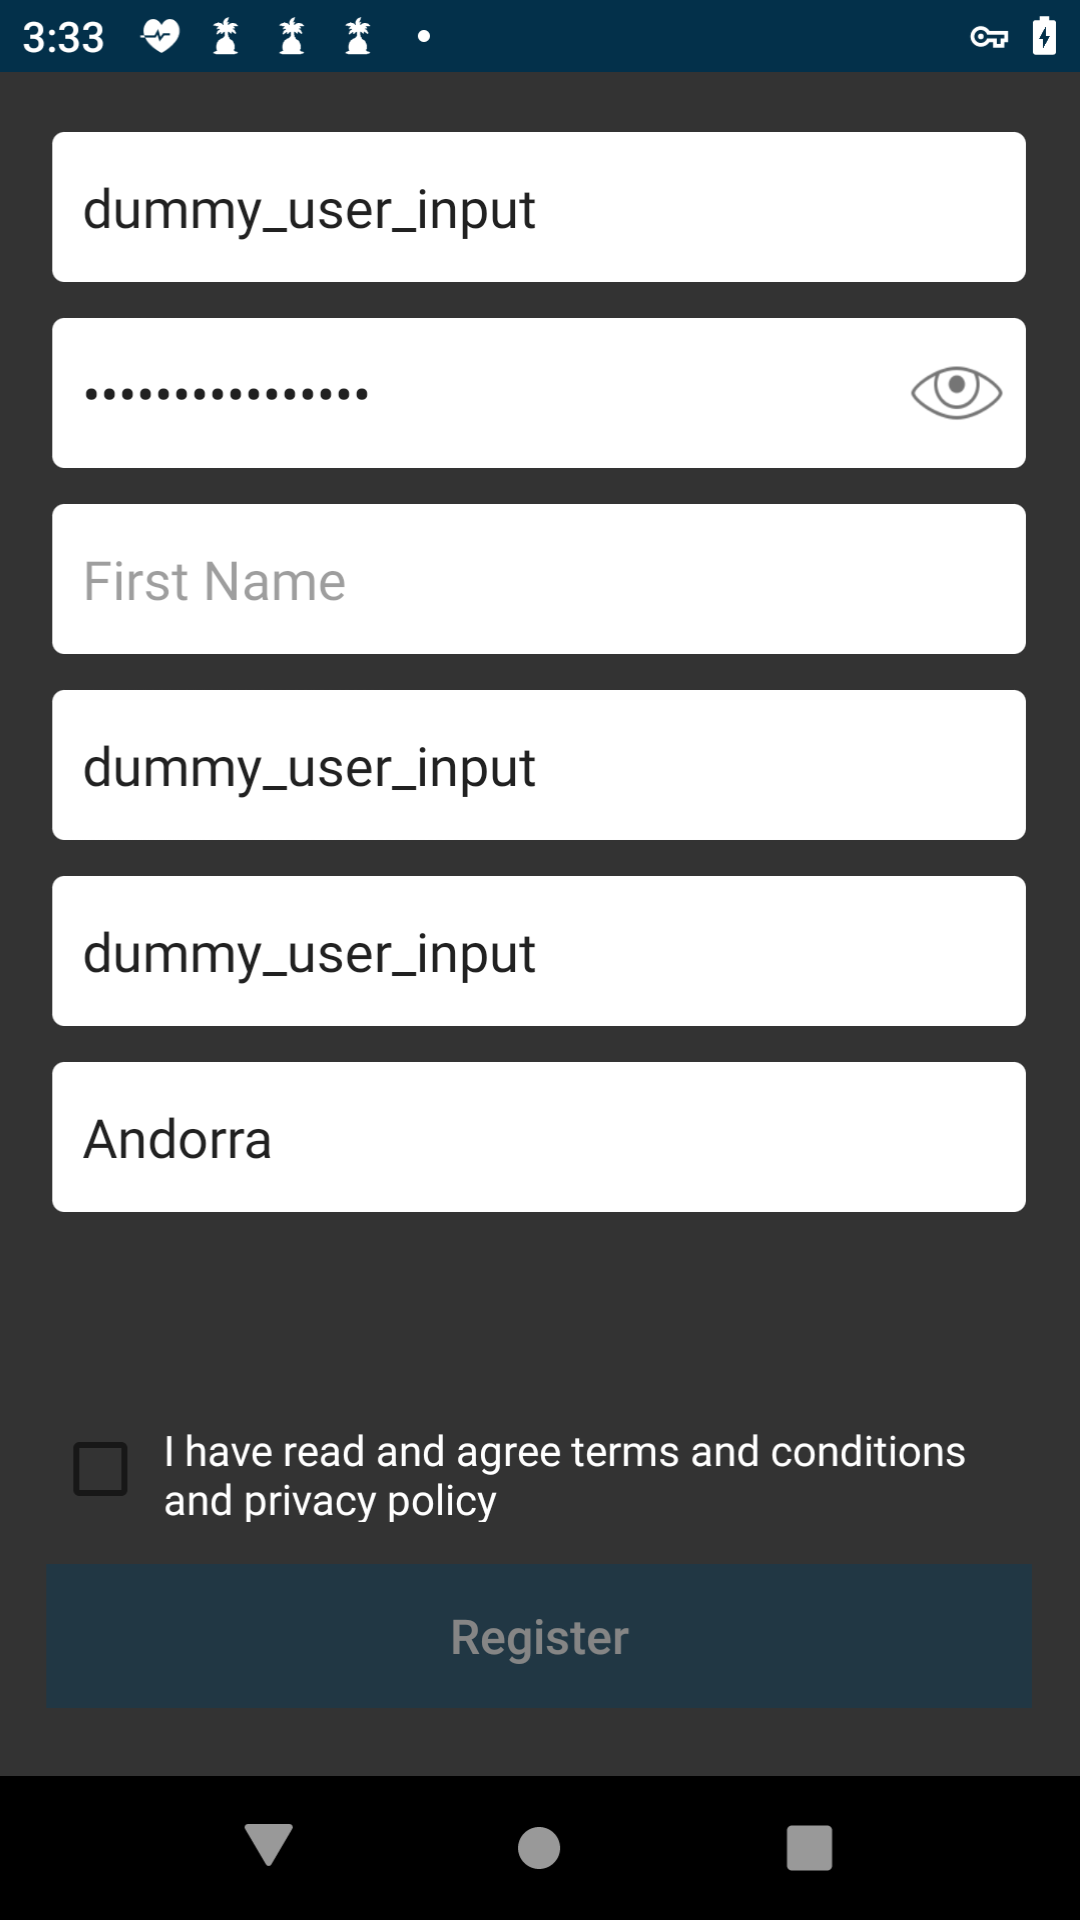 3:33
dummy_user_input
••••••••••••••••
First Name
dummy_user_input
dummy_user_input
Andorra
I have read and agree terms and conditions
and privacy policy
Register